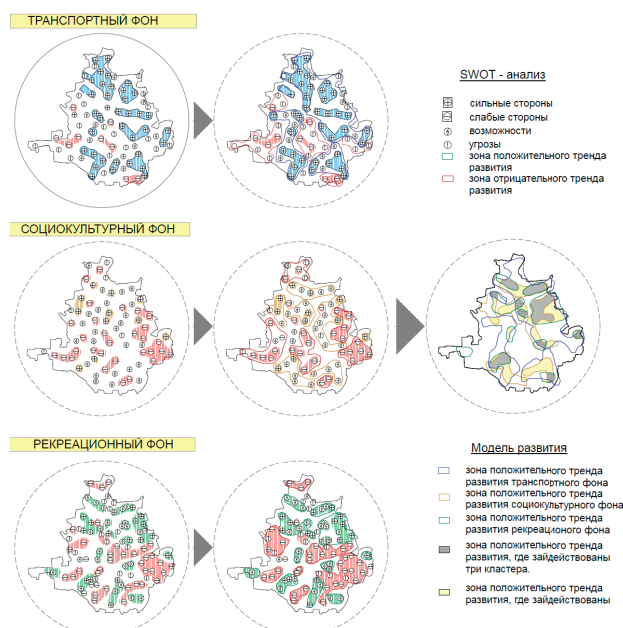 ТРАНСПОРТНЫЙ ФОН
SWOT - анализ
сильные стороны
слабые стороны
возможности
угрозы
зона положительного тренда
развития
зона отрицательного тренда
развития
СОЦИОКУЛЬТУРНЫЙ ФОН
РЕКРЕАЦИОННЫЙ ФОН
Модель развития
зона положительного тренда
развития транспортного фона
зона положительного тренда
развития социокультурного фона
зона положительного тренда
развития рекреационого фона
зона положительного тренда
развития, где зайдействованы
три кластера.
зона положительного тренда
развития, где зайдействованы